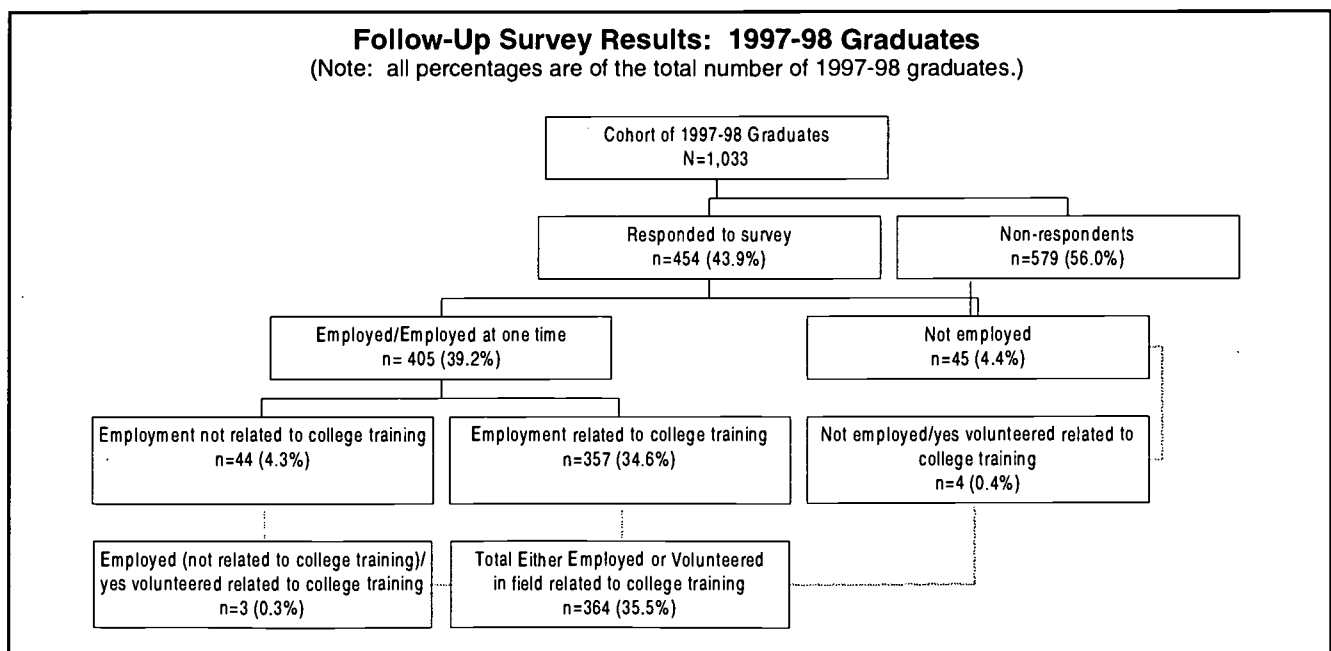 Follow-Up Survey Results: 1997-98 Graduates
(Note: all percentages are of the total number of 1997-98 graduates.)
Cohort of 1997-98 Graduates
N=1,033
Responded to survey
n=454 (43.9%)
Non-respondents
n=579 (56.0%)
Employed/Employed at one time
n= 405 (39.2%)
Not employed
n=45 (4.4%)
Employment not related to college training
n=44 (4.3%)
Employment related to college training
n=357 (34.6%)
Not employed/yes volunteered related to
college training
n=4 (0.4%)
Employed (not related to college training)/
yes volunteered related to college training
n=3 (0.3%)
Total Either Employed or Volunteered
in field related to college training
n=364 (35.5%)